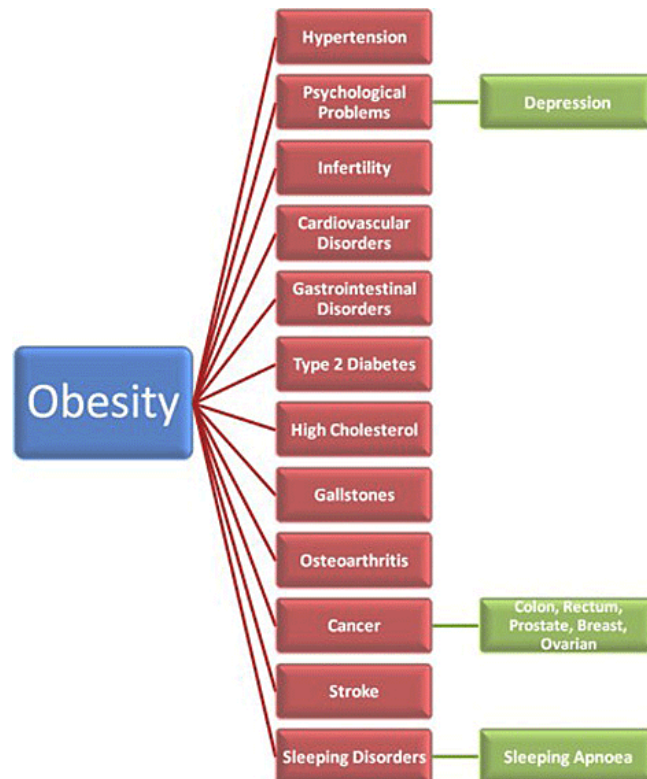 Hypertension
Psychological
Problems
Depression
Infertility
Cardiovascular
Disorders
Gastrointestinal
Disorders
Type 2 Diabetes
Obesity
High Cholesterol
Gallstones
Osteoarthritis
Cancer
Colon, Rectum,
Prostate, Breast,
Ovarian
Stroke
Sleeping Disorders
Sleeping Apnoea